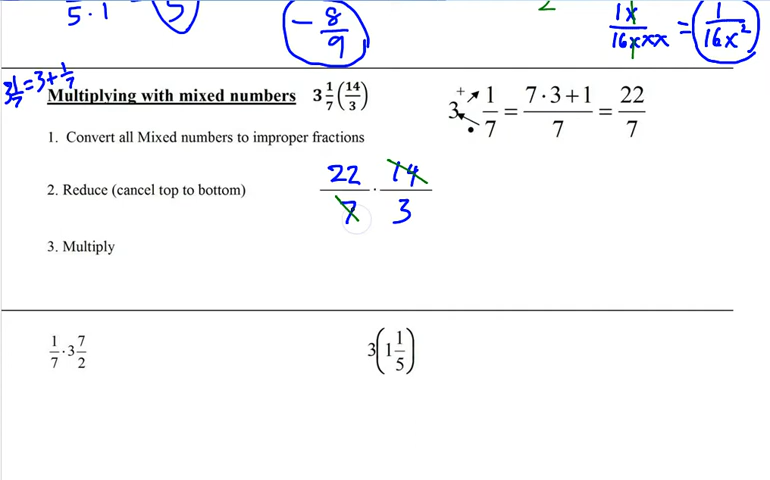 5 · 1 5 - 8/9 2 1x/16xxx = 1/16x²
3 1/7 = 3 + 1/7
Multiplying with mixed numbers 3 1/7 (14/3)
+ 3 1/7 = 7 · 3 + 1/7 = 22/7
1. Convert all Mixed numbers to improper fractions
2. Reduce (cancel top to bottom) 22/7 · 14/3
3. Multiply
1/7 · 3 7/2 3(1 1/5)